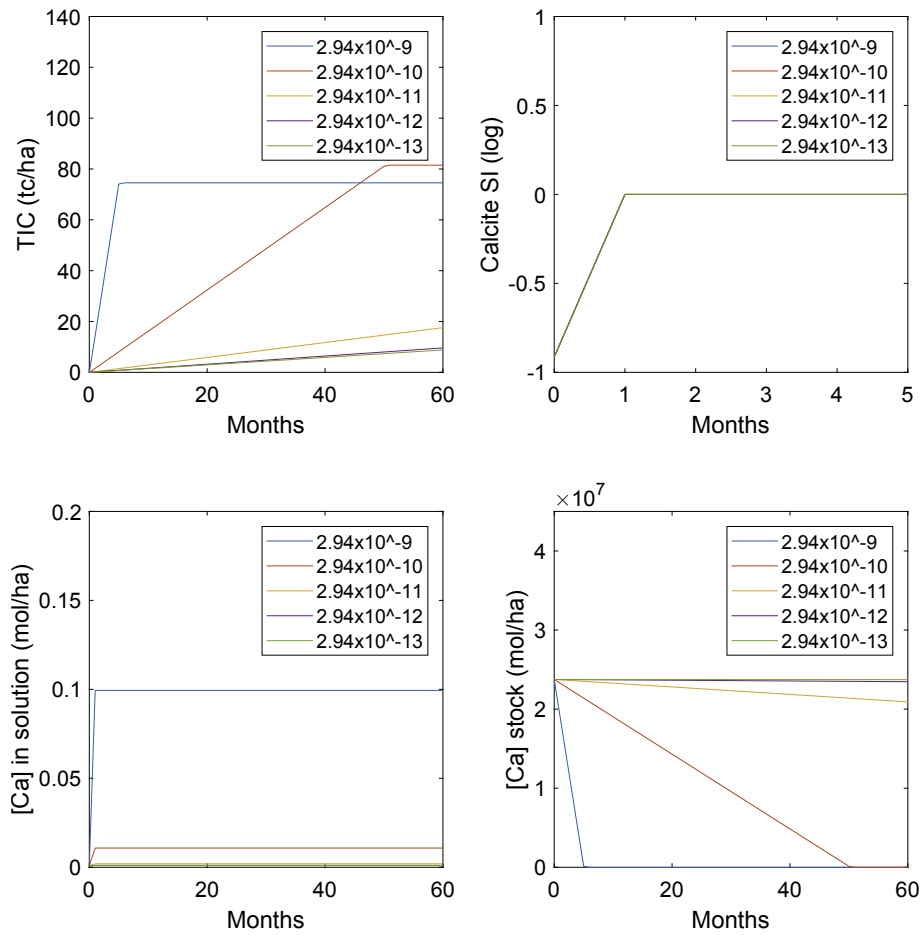 140
120
100
80
60
40
20
0
TIC (tc/ha)
2.94x10^-9
2.94x10^-10
2.94x10^-11
2.94x10^-12
2.94x10^-13
0 20 40 60
Months
1
0.5
0
-0.5
-1
Calcite SI (log)
2.94x10^-9
2.94x10^-10
2.94x10^-11
2.94x10^-12
2.94x10^-13
0 1 2 3 4 5
Months
0.2
0.15
0.1
0.05
0
[Ca] in solution (mol/ha)
2.94x10^-9
2.94x10^-10
2.94x10^-11
2.94x10^-12
2.94x10^-13
0 20 40 60
Months
×10^7
4
3
2
1
0
[Ca] stock (mol/ha)
2.94x10^-9
2.94x10^-10
2.94x10^-11
2.94x10^-12
2.94x10^-13
0 20 40 60
Months